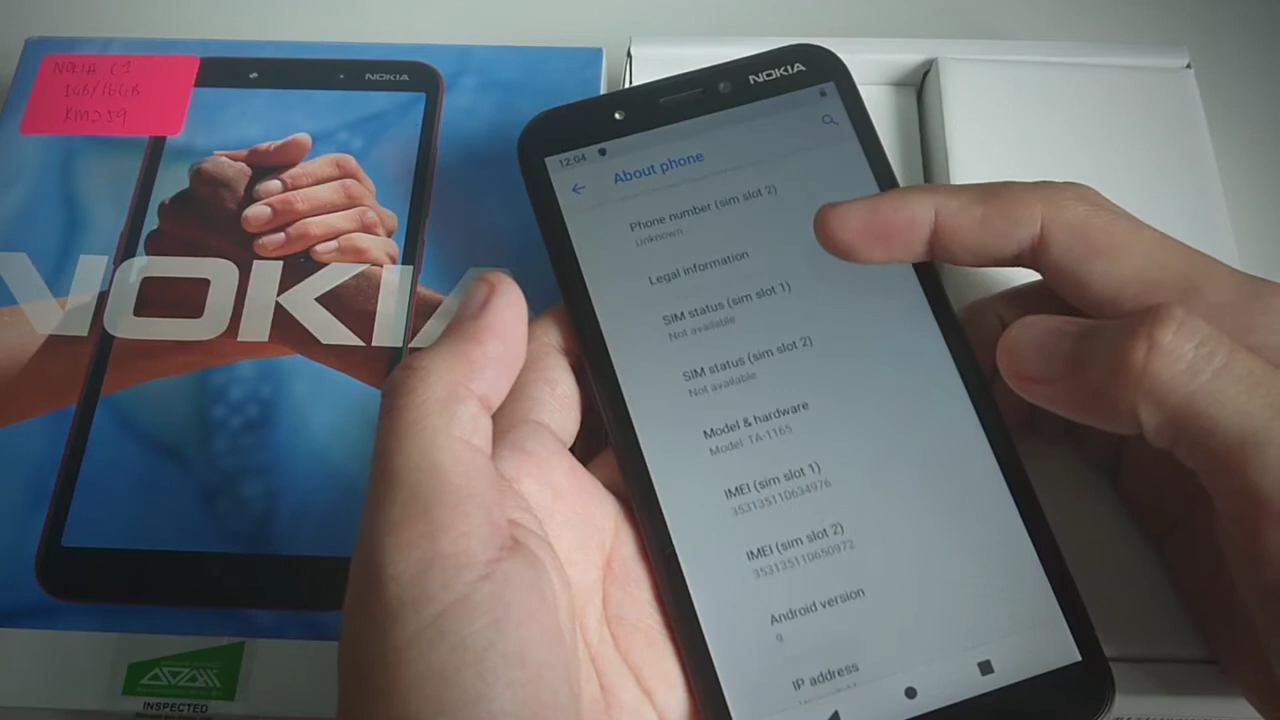 NOKIA C1
1GB/16GB
RM259
NOKIA
NOKIA
INSPECTED
NOKIA
12:04
About phone
Phone number (sim slot 2)
Unknown
Legal information
SIM status (sim slot 1)
Not available
SIM status (sim slot 2)
Not available
Model & hardware
Model: TA-1165
IMEI (sim slot 1)
353135110634976
IMEI (sim slot 2)
353135110650972
Android version
9
IP address